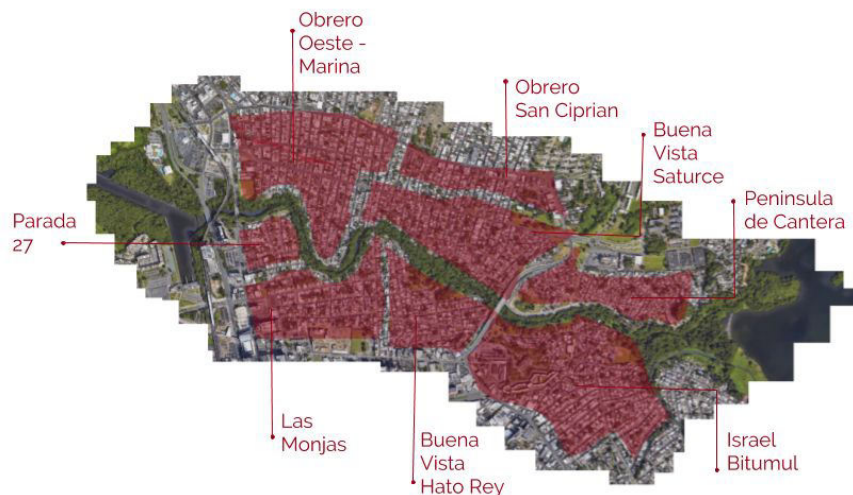 Obrero
Oeste -
Marina
Obrero
San Ciprian
Buena
Vista
Saturce
Peninsula
de Cantera
Parada
27
Las
Monjas
Buena
Vista
Hato Rey
Israel
Bitumul